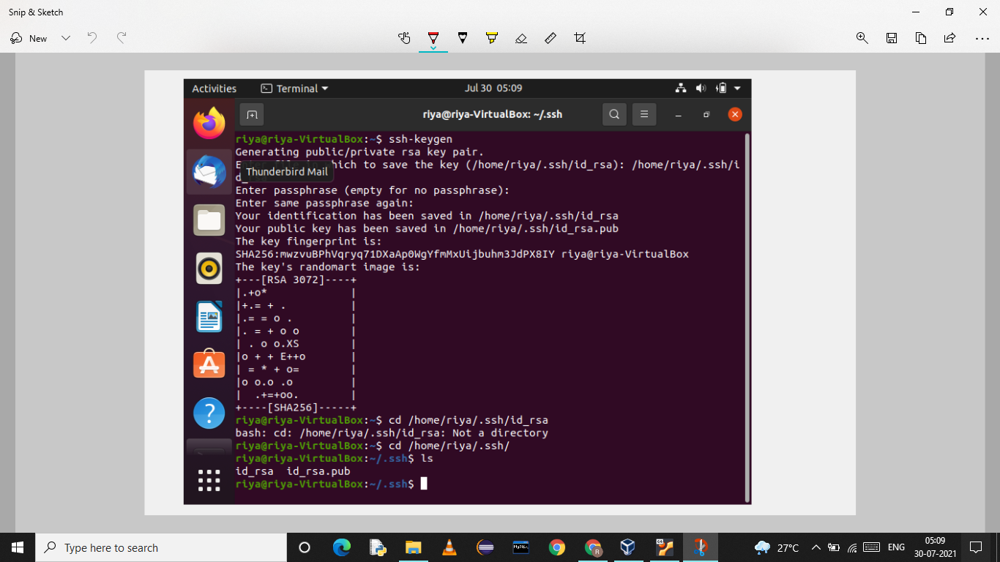 Snip & Sketch
New
Activities
Terminal
Jul 30 05:09
riya@riya-VirtualBox: ~/.ssh
riya@riya-VirtualBox:~$ ssh-keygen
Generating public/private rsa key pair.
which to save the key (/home/riya/.ssh/id_rsa): /home/riya/.ssh/i
Thunderbird Mail
Enter passphrase (empty for no passphrase):
Enter same passphrase again:
Your identification has been saved in /home/riya/.ssh/id_rsa
Your public key has been saved in /home/riya/.ssh/id_rsa.pub
The key fingerprint is:
SHA256:mwzvuBPhVqryq71DXaAp0WgYfmMxUijbuhm3JdPX8IY riya@riya-VirtualBox
The key's randomart image is:
+---[RSA 3072]----+
|.+o*             |
|+.= + .          |
|.= = o .         |
|. = + o o        |
| . o o.XS        |
|o + + E++o       |
| = * + o=        |
|o o.o .o         |
|  .+=+oo.        |
+----[SHA256]-----+
riya@riya-VirtualBox:~$ cd /home/riya/.ssh/id_rsa
bash: cd: /home/riya/.ssh/id_rsa: Not a directory
riya@riya-VirtualBox:~$ cd /home/riya/.ssh/
riya@riya-VirtualBox:~/.ssh$ ls
id_rsa  id_rsa.pub
riya@riya-VirtualBox:~/.ssh$
Type here to search
MySQL
R
27°C
ENG
05:09
30-07-2021